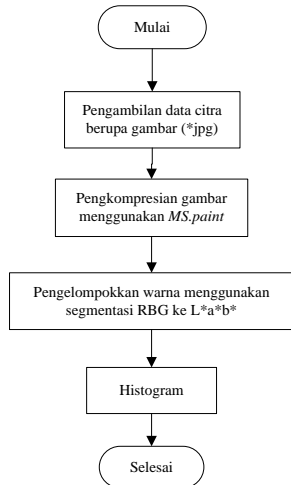 Mulai
Pengambilan data citra
berupa gambar (*jpg)
Pengkompresian gambar
menggunakan MS.paint
Pengelompokkan warna menggunakan
segmentasi RBG ke L*a*b*
Histogram
Selesai